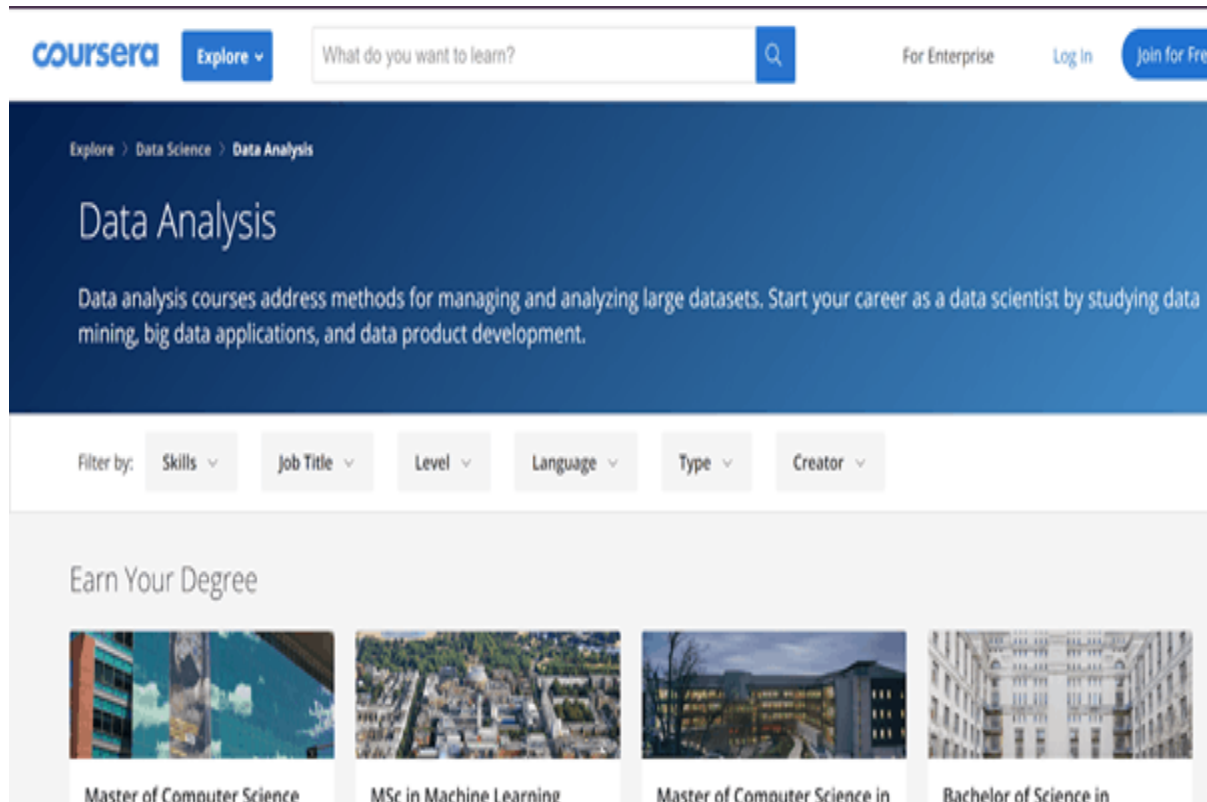 coursera Explore What do you want to learn? For Enterprise Log In Join for Fre
Explore > Data Science > Data Analysis
Data Analysis
Data analysis courses address methods for managing and analyzing large datasets. Start your career as a data scientist by studying data
mining, big data applications, and data product development.
Filter by: Skills Job Title Level Language Type Creator
Earn Your Degree
Master of Computer Science MSc in Machine Learning Master of Computer Science in Bachelor of Science in